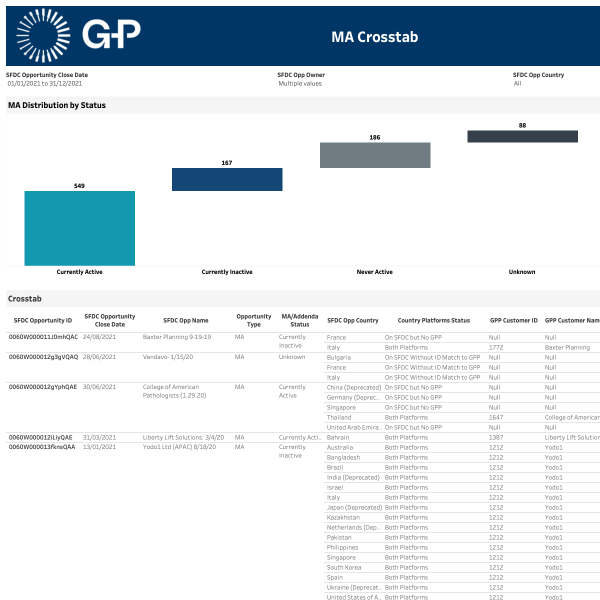 G-P
MA Crosstab
SFDC Opportunity Close Date SFDC Opp Owner SFDC Opp Country
01/01/2021 to 31/12/2021 Multiple values All
MA Distribution by Status
88
186
167
549
Currently Active Currently Inactive Never Active Unknown
Crosstab
SFDC Opportunity ID SFDC Opportunity Close Date SFDC Opp Name Opportunity Type MA/Addenda Status SFDC Opp Country Country Platforms Status GPP Customer ID GPP Customer Name
0060W000011J0mhQAC 24/08/2021 Baxter Planning 9-19-19 MA Currently Inactive France On SFDC but No GPP Null Null
Italy Both Platforms 1772 Baxter Planning
0060W000012g3gVQAQ 28/06/2021 Vendavo- 1/15/20 MA Unknown Bulgaria On SFDC Without ID Match to GPP Null Null
France On SFDC Without ID Match to GPP Null Null
Italy On SFDC Without ID Match to GPP Null Null
0060W000012gYphQAE 30/06/2021 College of American Pathologists (1.29.20) MA Currently Active China (Deprecated) On SFDC but No GPP Null Null
Germany (Deprec.. On SFDC but No GPP Null Null
Singapore On SFDC but No GPP Null Null
Thailand Both Platforms 1647 College of American
United Arab Emira.. On SFDC but No GPP Null Null
31/03/2021 Liberty Lift Solutions: 3/4/20 MA Currently Acti.. Bahrain Both Platforms 1387 Liberty Lift Solution
13/01/2021 Yodo1 Ltd (APAC) 8/18/20 MA Currently Inactive Australia Both Platforms 1212 Yodo1
Bangladesh Both Platforms 1212 Yodo1
Brazil Both Platforms 1212 Yodo1
India (Deprecated) Both Platforms 1212 Yodo1
Israel Both Platforms 1212 Yodo1
Italy Both Platforms 1212 Yodo1
Japan (Deprecated) Both Platforms 1212 Yodo1
Kazakhstan Both Platforms 1212 Yodo1
Netherlands (Dep.. Both Platforms 1212 Yodo1
Pakistan Both Platforms 1212 Yodo1
Philippines Both Platforms 1212 Yodo1
Singapore Both Platforms 1212 Yodo1
South Korea Both Platforms 1212 Yodo1
Spain Both Platforms 1212 Yodo1
Ukraine (Deprecat.. Both Platforms 1212 Yodo1
United States of A.. Both Platforms 1212 Yodo1